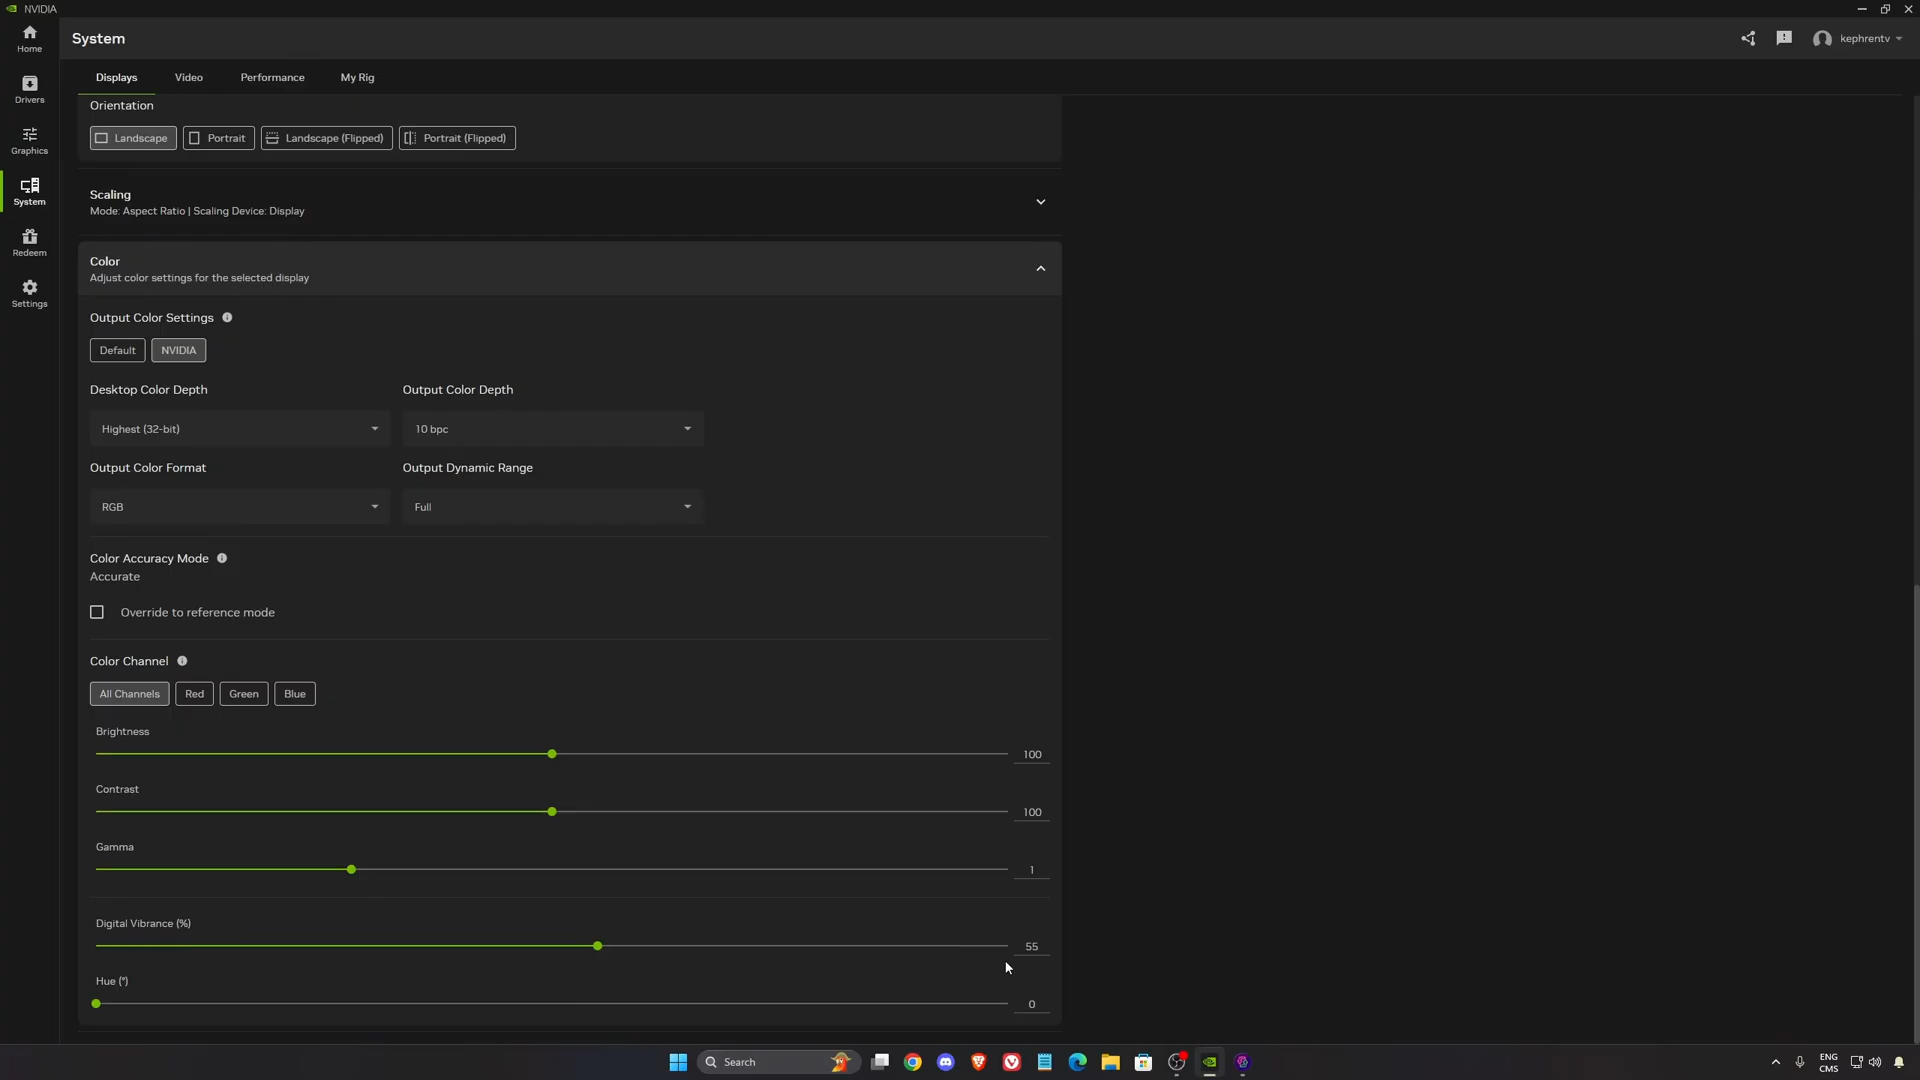 NVIDIA
Home
Drivers
Graphics
System
Redeem
Settings
System
kephrentv
Displays
Video
Performance
My Rig
Orientation
Landscape
Portrait
Landscape (Flipped)
Portrait (Flipped)
Scaling
Mode: Aspect Ratio | Scaling Device: Display
Color
Adjust color settings for the selected display
Output Color Settings
Default
NVIDIA
Desktop Color Depth
Output Color Depth
Highest (32-bit)
10 bpc
Output Color Format
Output Dynamic Range
RGB
Full
Color Accuracy Mode
Accurate
Override to reference mode
Color Channel
All Channels
Red
Green
Blue
Brightness
100
Contrast
100
Gamma
1
Digital Vibrance (%)
55
Hue (°)
0
Search
ENG
CMS